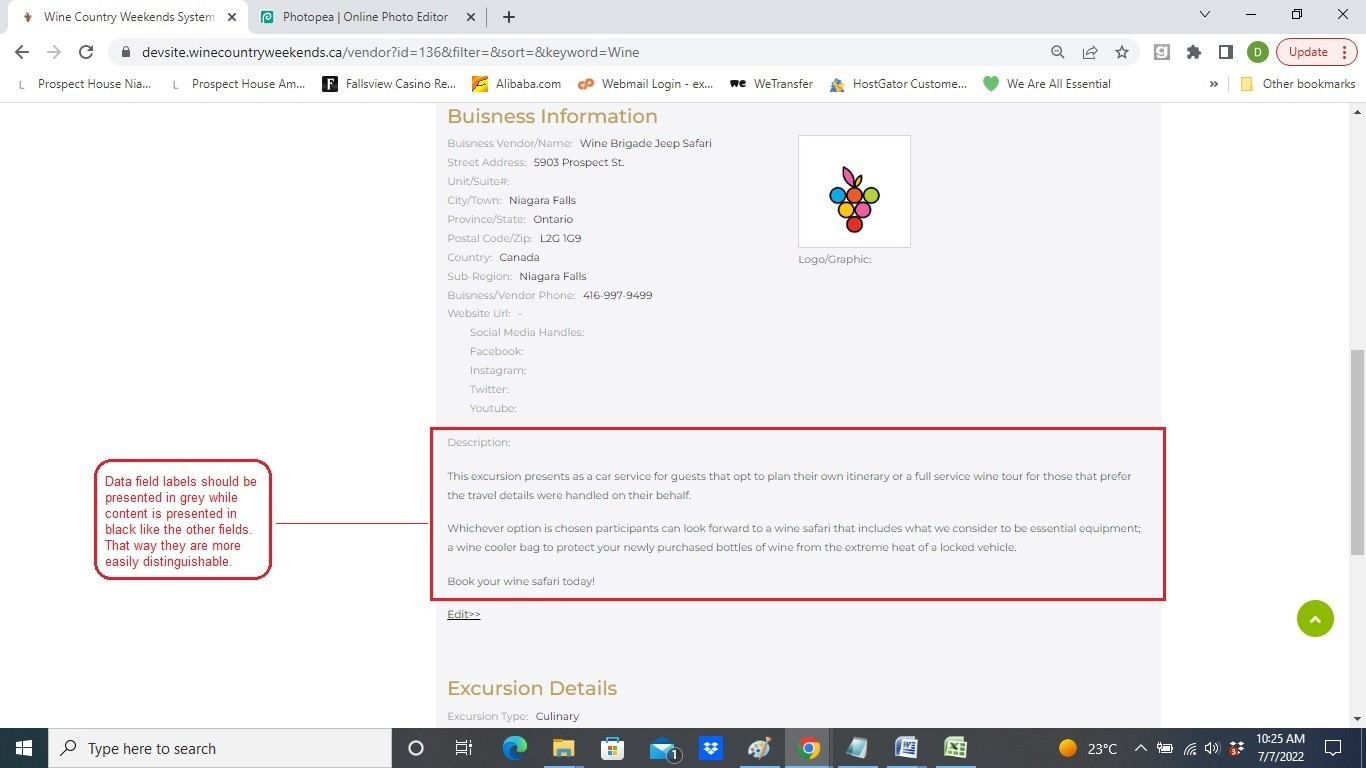 Wine Country Weekends System
Photopea | Online Photo Editor
devsite.winecountryweekends.ca/vendor?id=136&filter=&sort=&keyword=Wine
D
Update
L Prospect House Nia...
L Prospect House Am...
F Fallsview Casino Re...
Alibaba.com
cP Webmail Login - ex...
we WeTransfer
HostGator Custome...
We Are All Essential
»
Other bookmarks
Buisness Information
Buisness Vendor/Name: Wine Brigade Jeep Safari
Street Address: 5903 Prospect St.
Unit/Suite#:
City/Town: Niagara Falls
Province/State: Ontario
Postal Code/Zip: L2G 1G9
Country: Canada
Sub-Region: Niagara Falls
Buisness/Vendor Phone: 416-997-9499
Website Url: -
Social Media Handles:
Facebook:
Instagram:
Twitter:
Youtube:
Logo/Graphic:
Description:
This excursion presents as a car service for guests that opt to plan their own itinerary or a full service wine tour for those that prefer
the travel details were handled on their behalf.
Whichever option is chosen participants can look forward to a wine safari that includes what we consider to be essential equipment;
a wine cooler bag to protect your newly purchased bottles of wine from the extreme heat of a locked vehicle.
Book your wine safari today!
Edit>>
Data field labels should be
presented in grey while
content is presented in
black like the other fields.
That way they are more
easily distinguishable.
Excursion Details
Excursion Type: Culinary
Type here to search
1
23°C
10:25 AM
7/7/2022